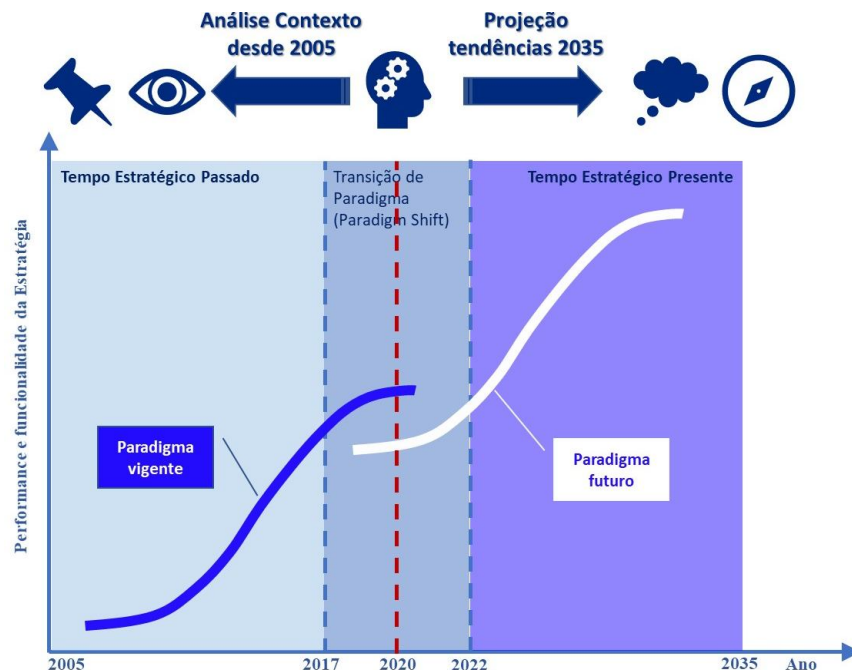 Análise Contexto
desde 2005
Projeção
tendências 2035
Tempo Estratégico Passado
Transição de
Paradigma
(Paradigm Shift)
Tempo Estratégico Presente
Performance e funcionalidade da Estratégia
Paradigma
vigente
Paradigma
futuro
2005
2017
2020
2022
2035
Ano